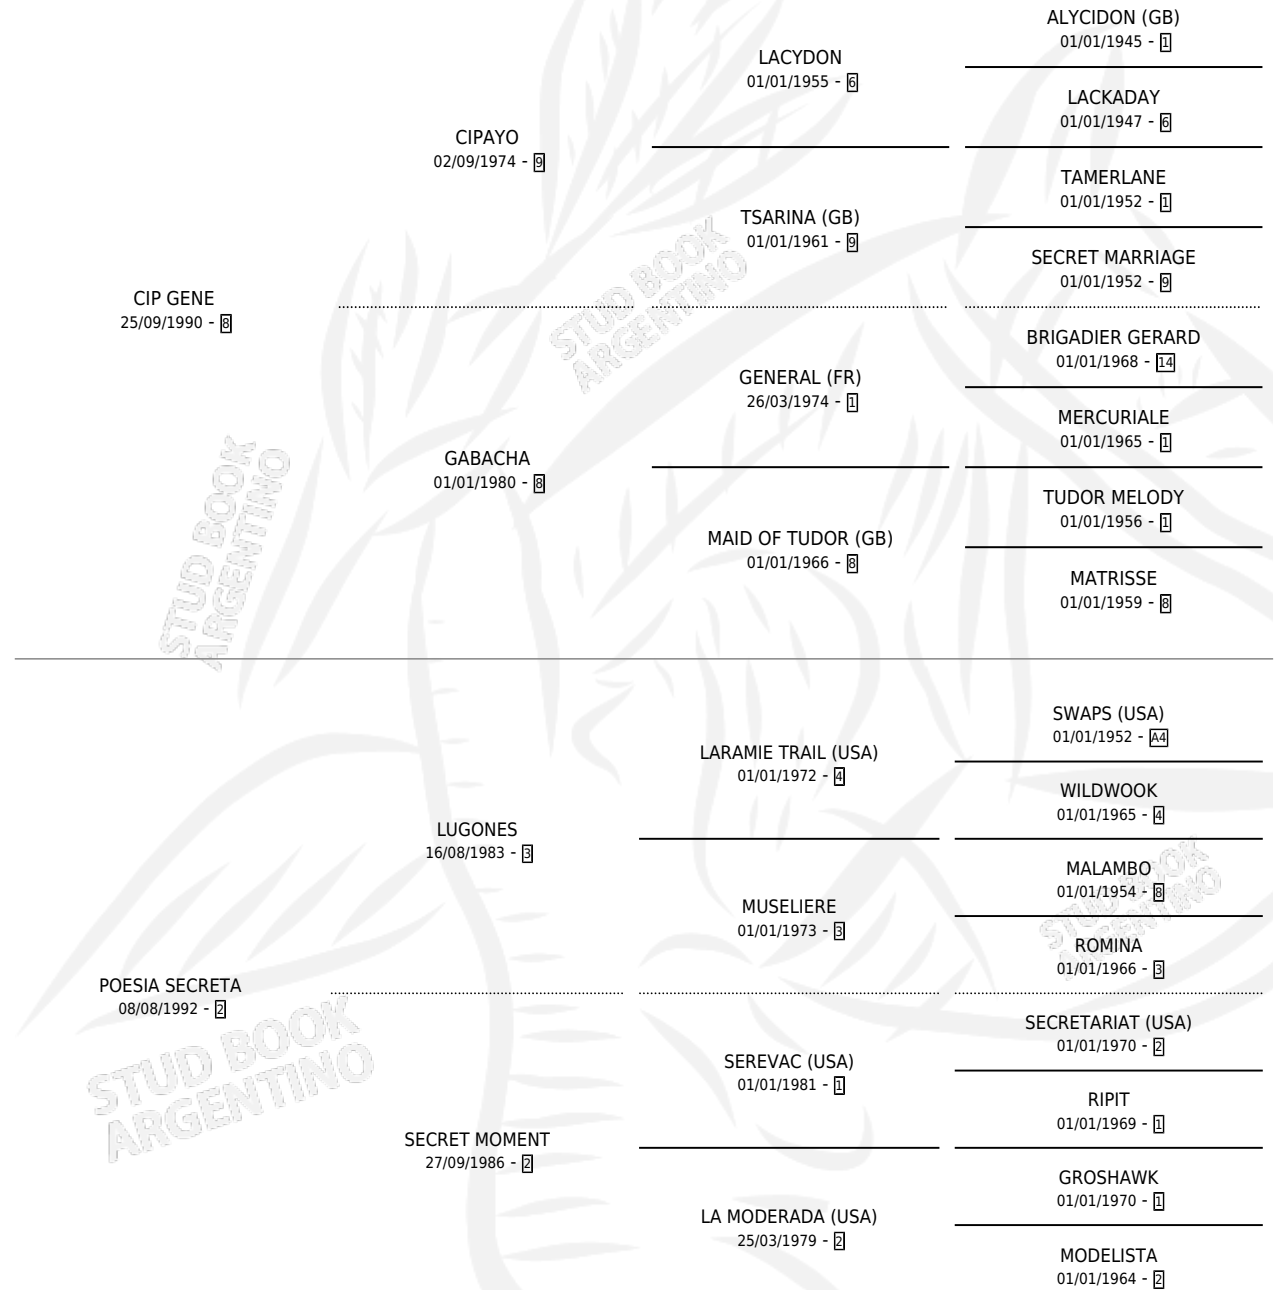 ALYCIDON (GB)
01/01/1945 - 1
LACYDON
01/01/1955 - 6
LACKADAY
01/01/1947 - 6
CIPAYO
02/09/1974 - 9
TAMERLANE
01/01/1952 - 1
TSARINA (GB)
01/01/1961 - 9
SECRET MARRIAGE
01/01/1952 - 9
CIP GENE
25/09/1990 - 8
BRIGADIER GERARD
01/01/1968 - 14
GENERAL (FR)
26/03/1974 - 1
MERCURIALE
01/01/1965 - 1
GABACHA
01/01/1980 - 8
TUDOR MELODY
01/01/1956 - 1
MAID OF TUDOR (GB)
01/01/1966 - 8
MATRISSE
01/01/1959 - 8
SWAPS (USA)
01/01/1952 - A4
LARAMIE TRAIL (USA)
01/01/1972 - 4
WILDWOOK
01/01/1965 - 4
LUGONES
16/08/1983 - 3
MALAMBO
01/01/1954 - 8
MUSELIERE
01/01/1973 - 3
ROMINA
01/01/1966 - 3
POESIA SECRETA
08/08/1992 - 2
SECRETARIAT (USA)
01/01/1970 - 2
SEREVAC (USA)
01/01/1981 - 1
RIPIT
01/01/1969 - 1
SECRET MOMENT
27/09/1986 - 2
GROSHAWK
01/01/1970 - 1
LA MODERADA (USA)
25/03/1979 - 2
MODELISTA
01/01/1964 - 2
STUD BOOK
ARGENTINO
STUD BOOK
ARGENTINO
STUD BOOK
ARGENTINO
STUD BOOK
ARGENTINO